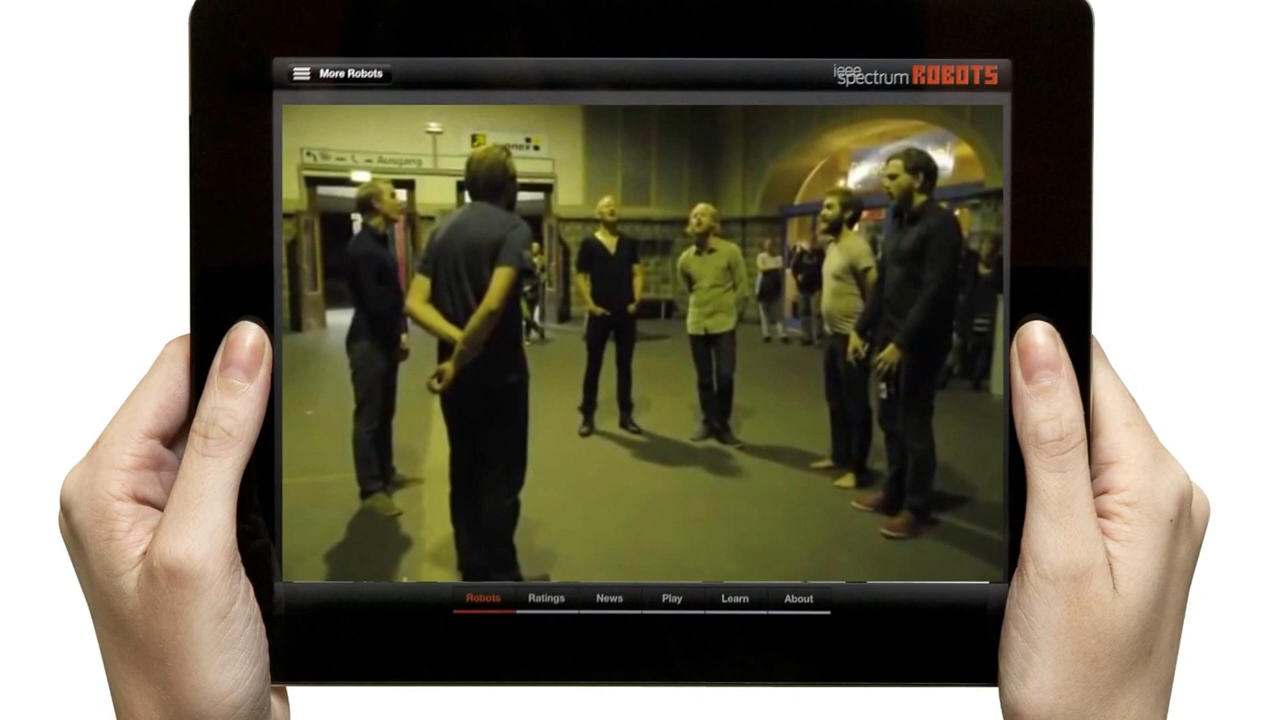 More Robots
ieee
spectrum ROBOTS
Ausgang
Robots
Ratings
News
Play
Learn
About